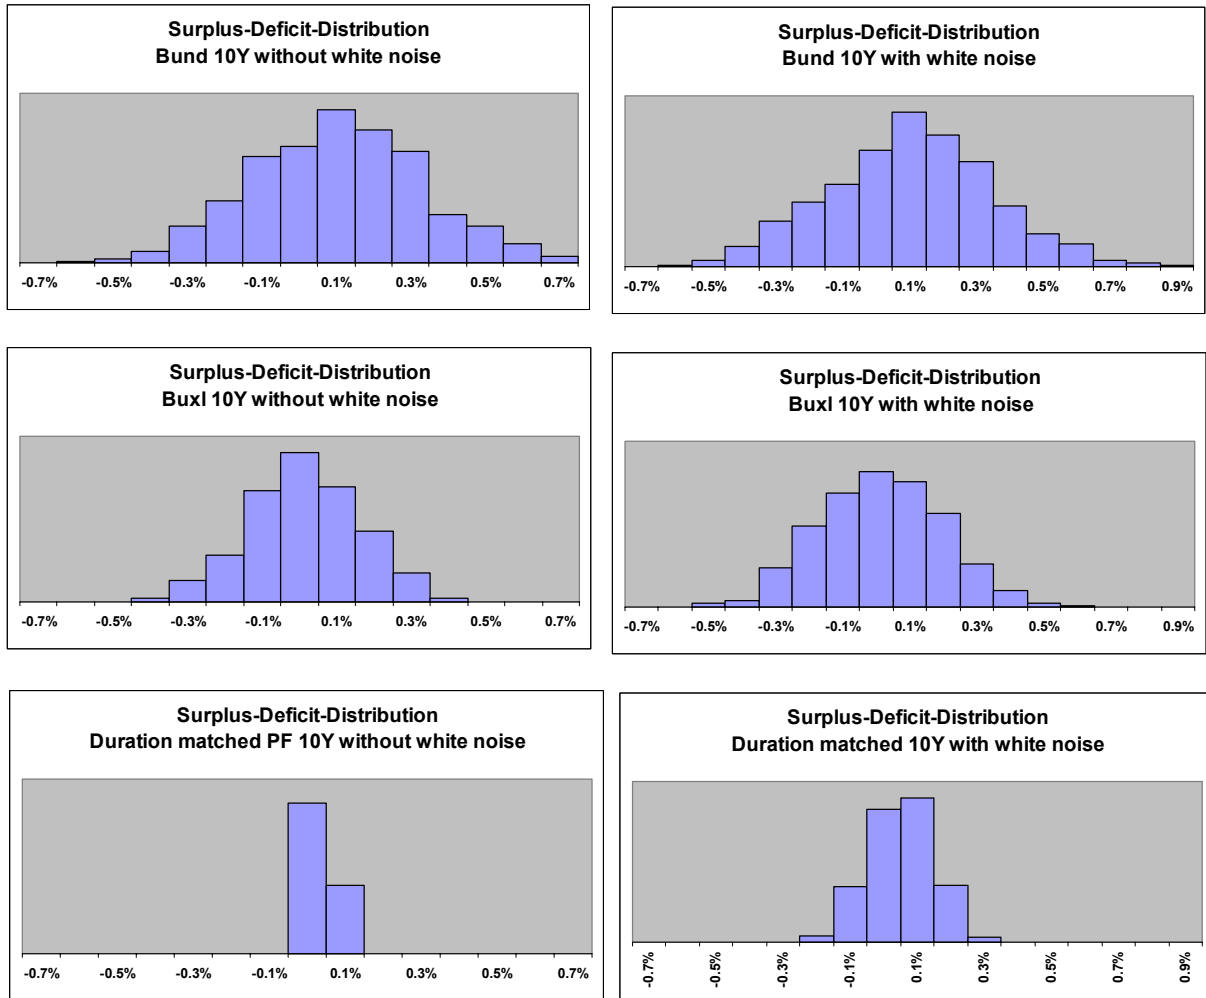 Surplus-Deficit-Distribution
Bund 10Y without white noise
-0.7% -0.5% -0.3% -0.1% 0.1% 0.3% 0.5% 0.7%
Surplus-Deficit-Distribution
Bund 10Y with white noise
-0.7% -0.5% -0.3% -0.1% 0.1% 0.3% 0.5% 0.7% 0.9%
Surplus-Deficit-Distribution
Buxl 10Y without white noise
-0.7% -0.5% -0.3% -0.1% 0.1% 0.3% 0.5% 0.7%
Surplus-Deficit-Distribution
Buxl 10Y with white noise
-0.7% -0.5% -0.3% -0.1% 0.1% 0.3% 0.5% 0.7% 0.9%
Surplus-Deficit-Distribution
Duration matched PF 10Y without white noise
-0.7% -0.5% -0.3% -0.1% 0.1% 0.3% 0.5% 0.7%
Surplus-Deficit-Distribution
Duration matched 10Y with white noise
-0.7% -0.5% -0.3% -0.1% 0.1% 0.3% 0.5% 0.7% 0.9%